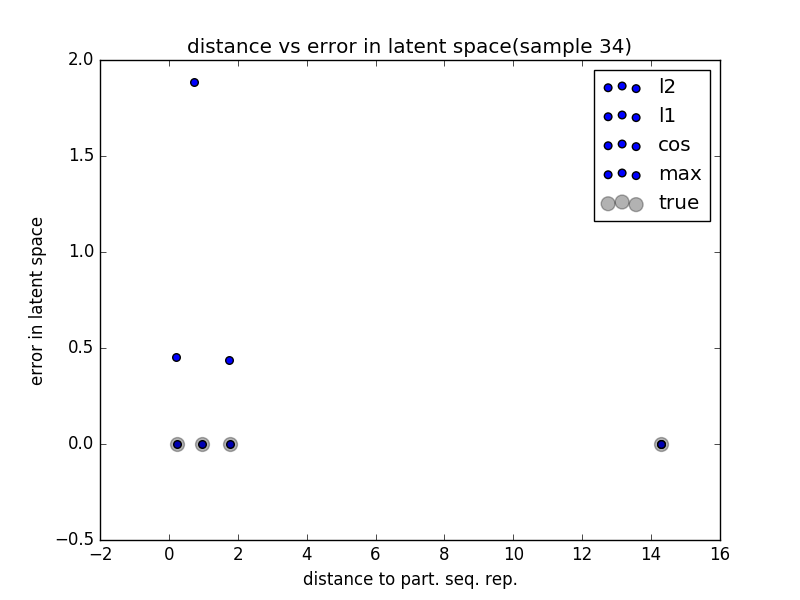 distance vs error in latent space(sample 34)
2.0
1.5
1.0
0.5
0.0
−0.5
error in latent space
l2
l1
cos
max
true
−2
0
2
4
6
8
10
12
14
16
distance to part. seq. rep.